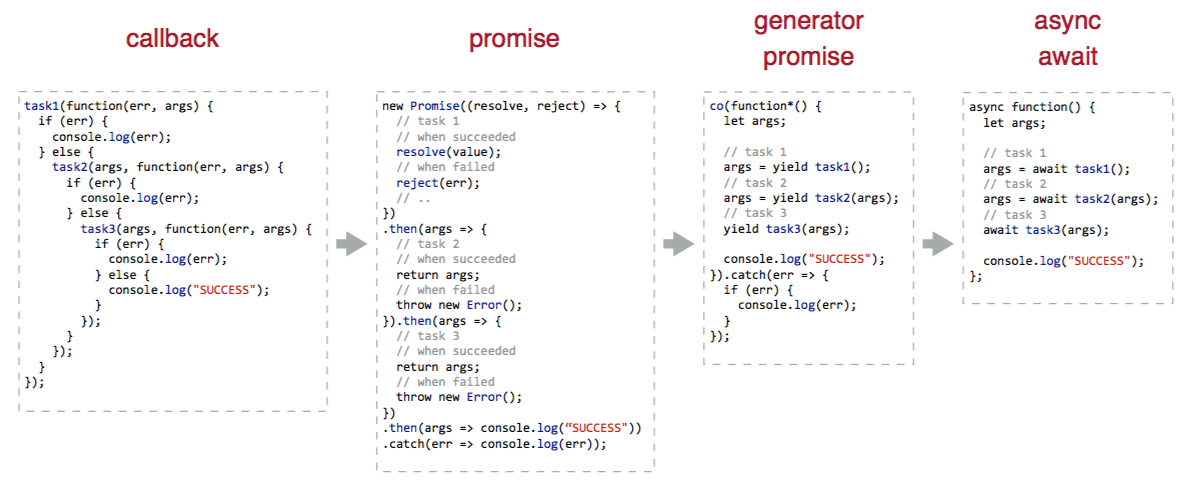 callback
task1(function(err, args) {
  if (err) {
    console.log(err);
  } else {
    task2(args, function(err, args) {
      if (err) {
        console.log(err);
      } else {
        task3(args, function(err, args) {
          if (err) {
            console.log(err);
          } else {
            console.log("SUCCESS");
          }
        });
      }
    });
  }
});
promise
new Promise((resolve, reject) => {
  // task 1
  // when succeeded
  resolve(value);
  // when failed
  reject(err);
  // ..
})
.then(args => {
  // task 2
  // when succeeded
  return args;
  // when failed
  throw new Error();
}).then(args => {
  // task 3
  // when succeeded
  return args;
  // when failed
  throw new Error();
})
.then(args => console.log(“SUCCESS"))
.catch(err => console.log(err));
generator
promise
co(function*() {
  let args;

  // task 1
  args = yield task1();
  // task 2
  args = yield task2(args);
  // task 3
  yield task3(args);

  console.log("SUCCESS");
}).catch(err => {
  if (err) {
    console.log(err);
  }
});
async
await
async function() {
  let args;

  // task 1
  args = await task1();
  // task 2
  args = await task2(args);
  // task 3
  await task3(args);

  console.log("SUCCESS");
};